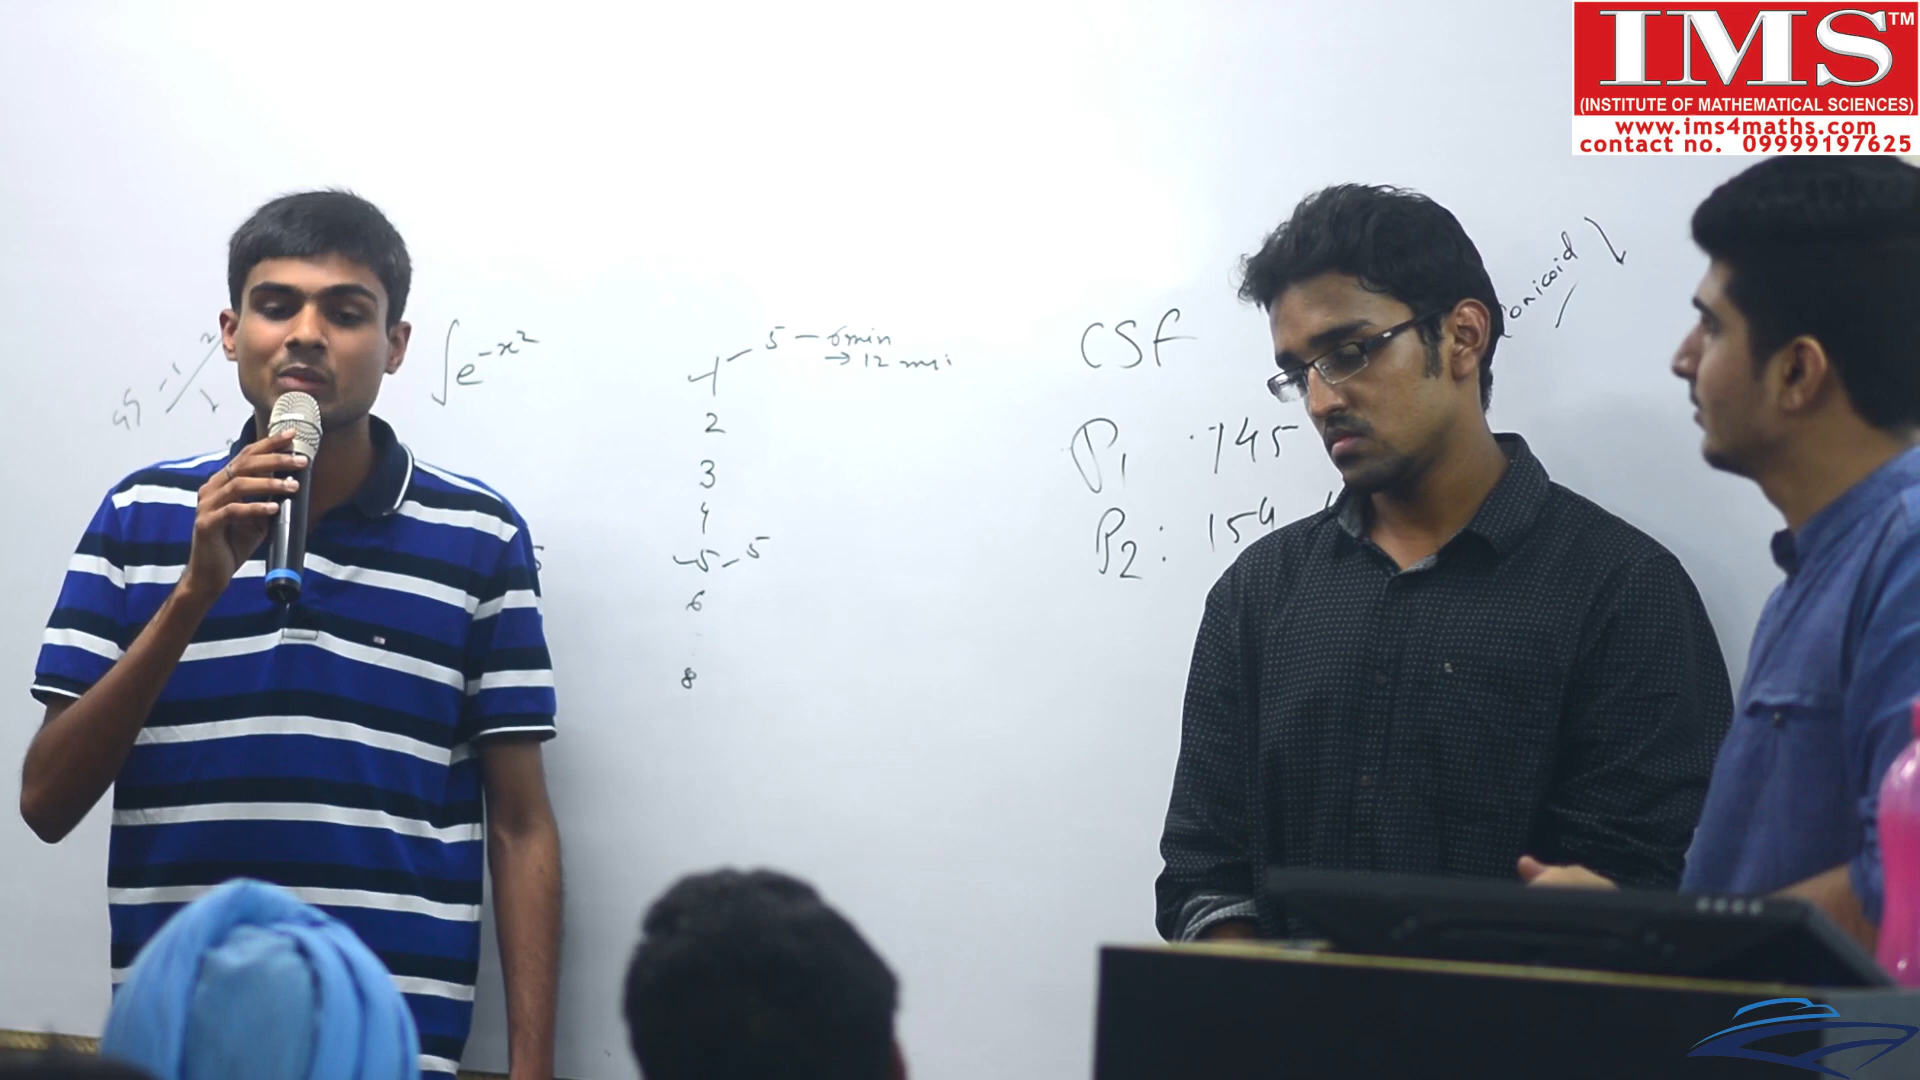 IMS™
(INSTITUTE OF MATHEMATICAL SCIENCES)
www.ims4maths.com
contact no. 09999197625
∫e^-x²
1 - 5 - 6min
→ 12 min
2
3
4
5 - 5
6
8
CSF
P1 .745
P2 : 154
onicoid